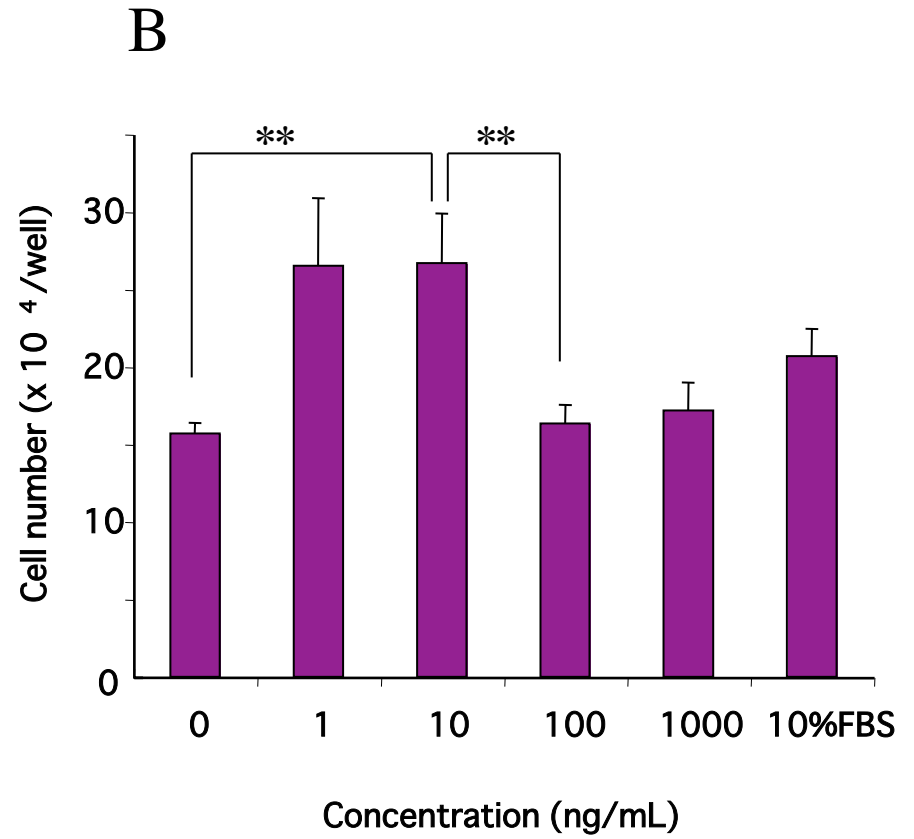 B
** **
30
20
10
0
Cell number (x 10 4 /well)
0 1 10 100 1000 10%FBS
Concentration (ng/mL)